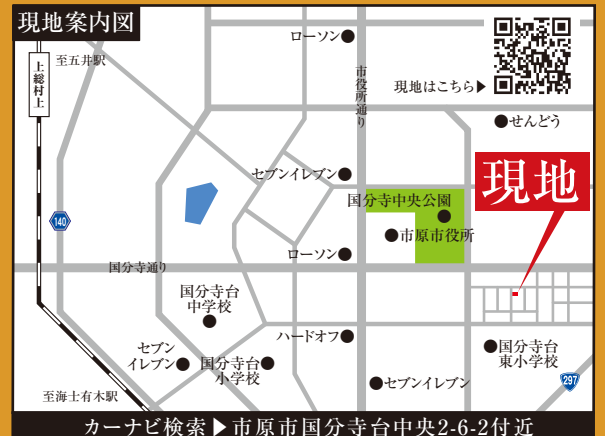 現地案内図
ローソン
至五井駅
上総村上
市役所通り
現地はこちら▶
せんどう
セブンイレブン
現地
国分寺中央公園
140
市原市役所
ローソン
国分寺通り
国分寺台
中学校
ハードオフ
セブン
イレブン
国分寺台
小学校
国分寺台
東小学校
セブンイレブン
297
至海士有木駅
カーナビ検索▶市原市国分寺台中央2-6-2付近